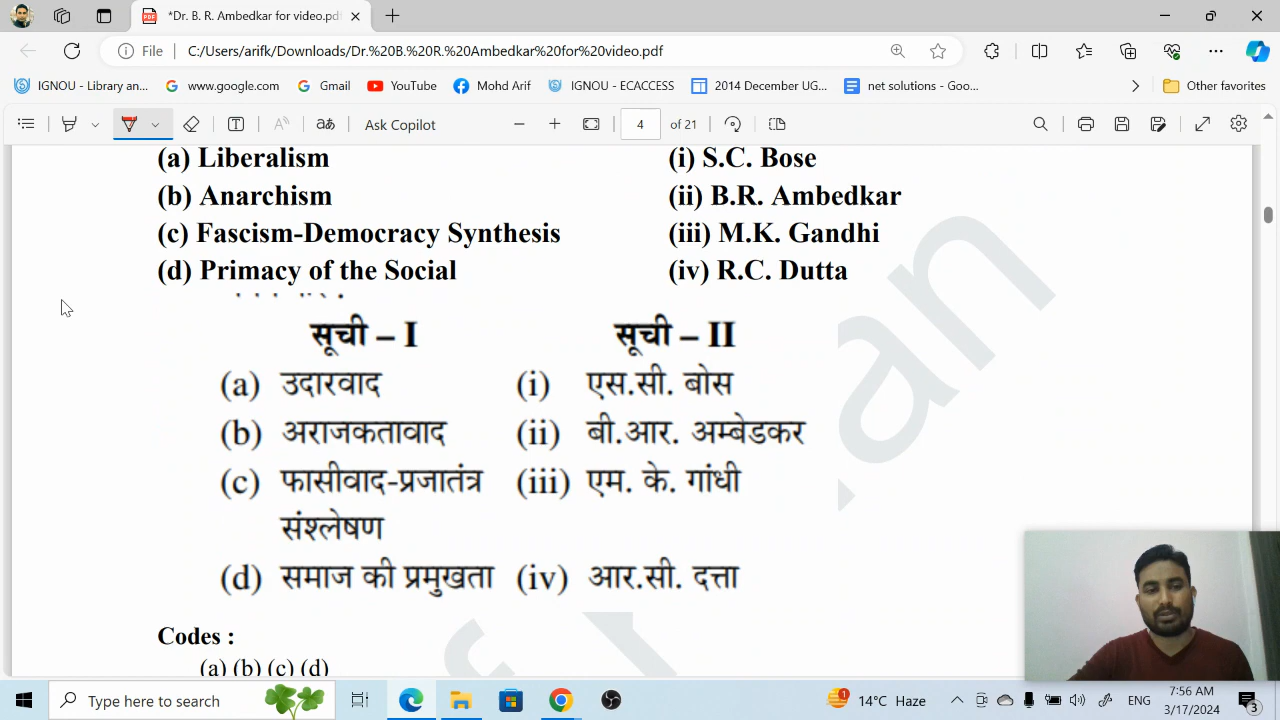 *Dr. B. R. Ambedkar for video.pdf
File C:/Users/arifk/Downloads/Dr.%20B.%20R.%20Ambedkar%20for%20video.pdf
IGNOU - Library an... www.google.com Gmail YouTube Mohd Arif IGNOU - ECACCESS 2014 December UG... net solutions - Goo... Other favorites
Ask Copilot 4 of 21
(a) Liberalism (i) S.C. Bose
(b) Anarchism (ii) B.R. Ambedkar
(c) Fascism-Democracy Synthesis (iii) M.K. Gandhi
(d) Primacy of the Social (iv) R.C. Dutta
सूची – I सूची – II
(a) उदारवाद (i) एस.सी. बोस
(b) अराजकतावाद (ii) बी.आर. अम्बेडकर
(c) फासीवाद-प्रजातंत्र (iii) एम. के. गांधी
संश्लेषण
(d) समाज की प्रमुखता (iv) आर.सी. दत्ता
Codes :
(a) (b) (c) (d)
Type here to search 1 14°C Haze ENG 7:56 AM
3/17/2024 3